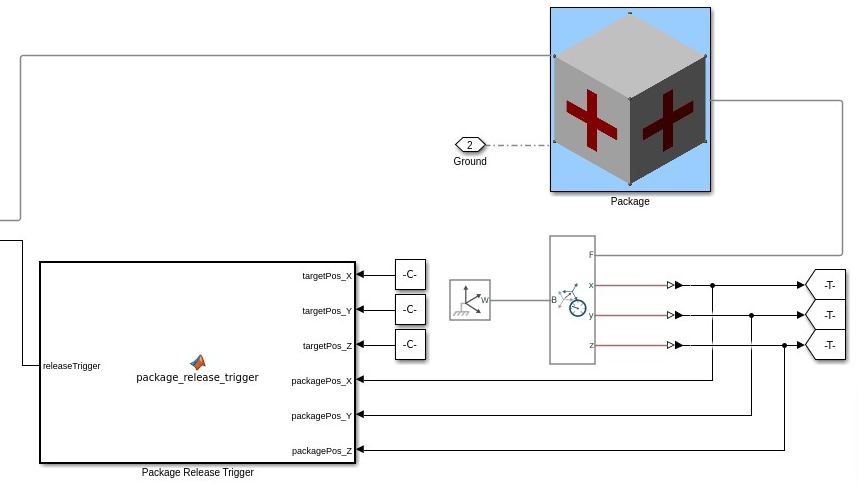 2
Ground
Package
F
x
y
z
B
W
-T-
-T-
-T-
-C-
-C-
-C-
targetPos_X
targetPos_Y
targetPos_Z
packagePos_X
packagePos_Y
packagePos_Z
releaseTrigger
package_release_trigger
Package Release Trigger